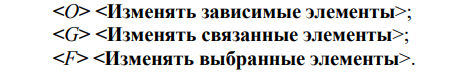 <O> <Изменять зависимые элементы>;
<G> <Изменять связанные элементы>;
<F> <Изменять выбранные элементы>.